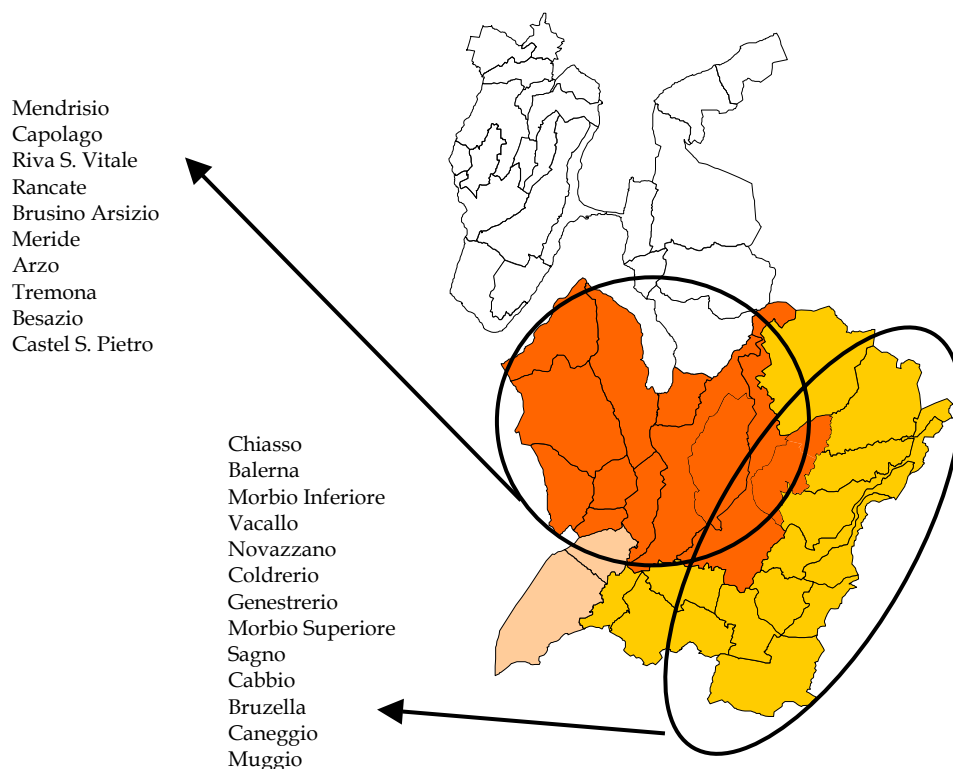 Mendrisio
Capolago
Riva S. Vitale
Rancate
Brusino Arsizio
Meride
Arzo
Tremona
Besazio
Castel S. Pietro
Chiasso
Balerna
Morbio Inferiore
Vacallo
Novazzano
Coldrerio
Genestrerio
Morbio Superiore
Sagno
Cabbio
Bruzella
Caneggio
Muggio